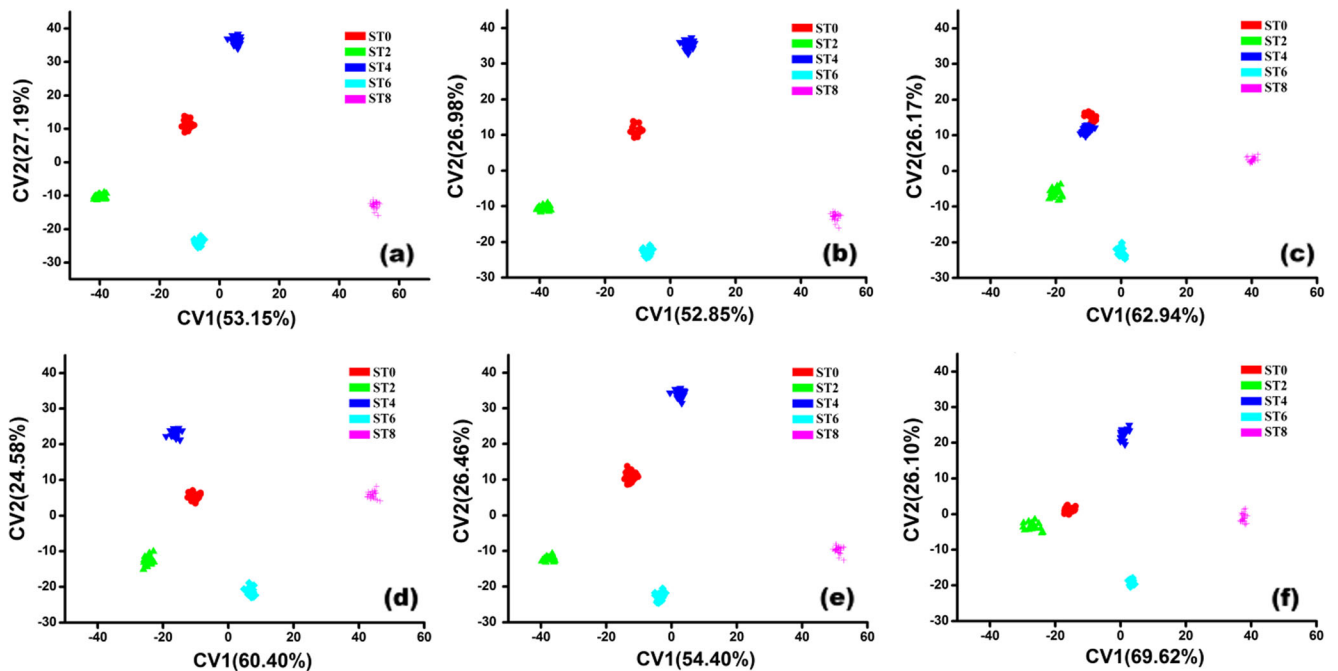 40
30
20
10
0
-10
-20
-30
CV2(27.19%)
ST0
ST2
ST4
ST6
ST8
(a)
-40 -20 0 20 40 60
CV1(53.15%)
40
30
20
10
0
-10
-20
-30
CV2(26.98%)
ST0
ST2
ST4
ST6
ST8
(b)
-40 -20 0 20 40 60
CV1(52.85%)
40
30
20
10
0
-10
-20
-30
CV2(26.17%)
ST0
ST2
ST4
ST6
ST8
(c)
-40 -20 0 20 40 60
CV1(62.94%)
40
30
20
10
0
-10
-20
-30
CV2(24.58%)
ST0
ST2
ST4
ST6
ST8
(d)
-40 -20 0 20 40 60
CV1(60.40%)
40
30
20
10
0
-10
-20
-30
CV2(26.46%)
ST0
ST2
ST4
ST6
ST8
(e)
-40 -20 0 20 40 60
CV1(54.40%)
40
30
20
10
0
-10
-20
-30
CV2(26.10%)
ST0
ST2
ST4
ST6
ST8
(f)
-40 -20 0 20 40 60
CV1(69.62%)